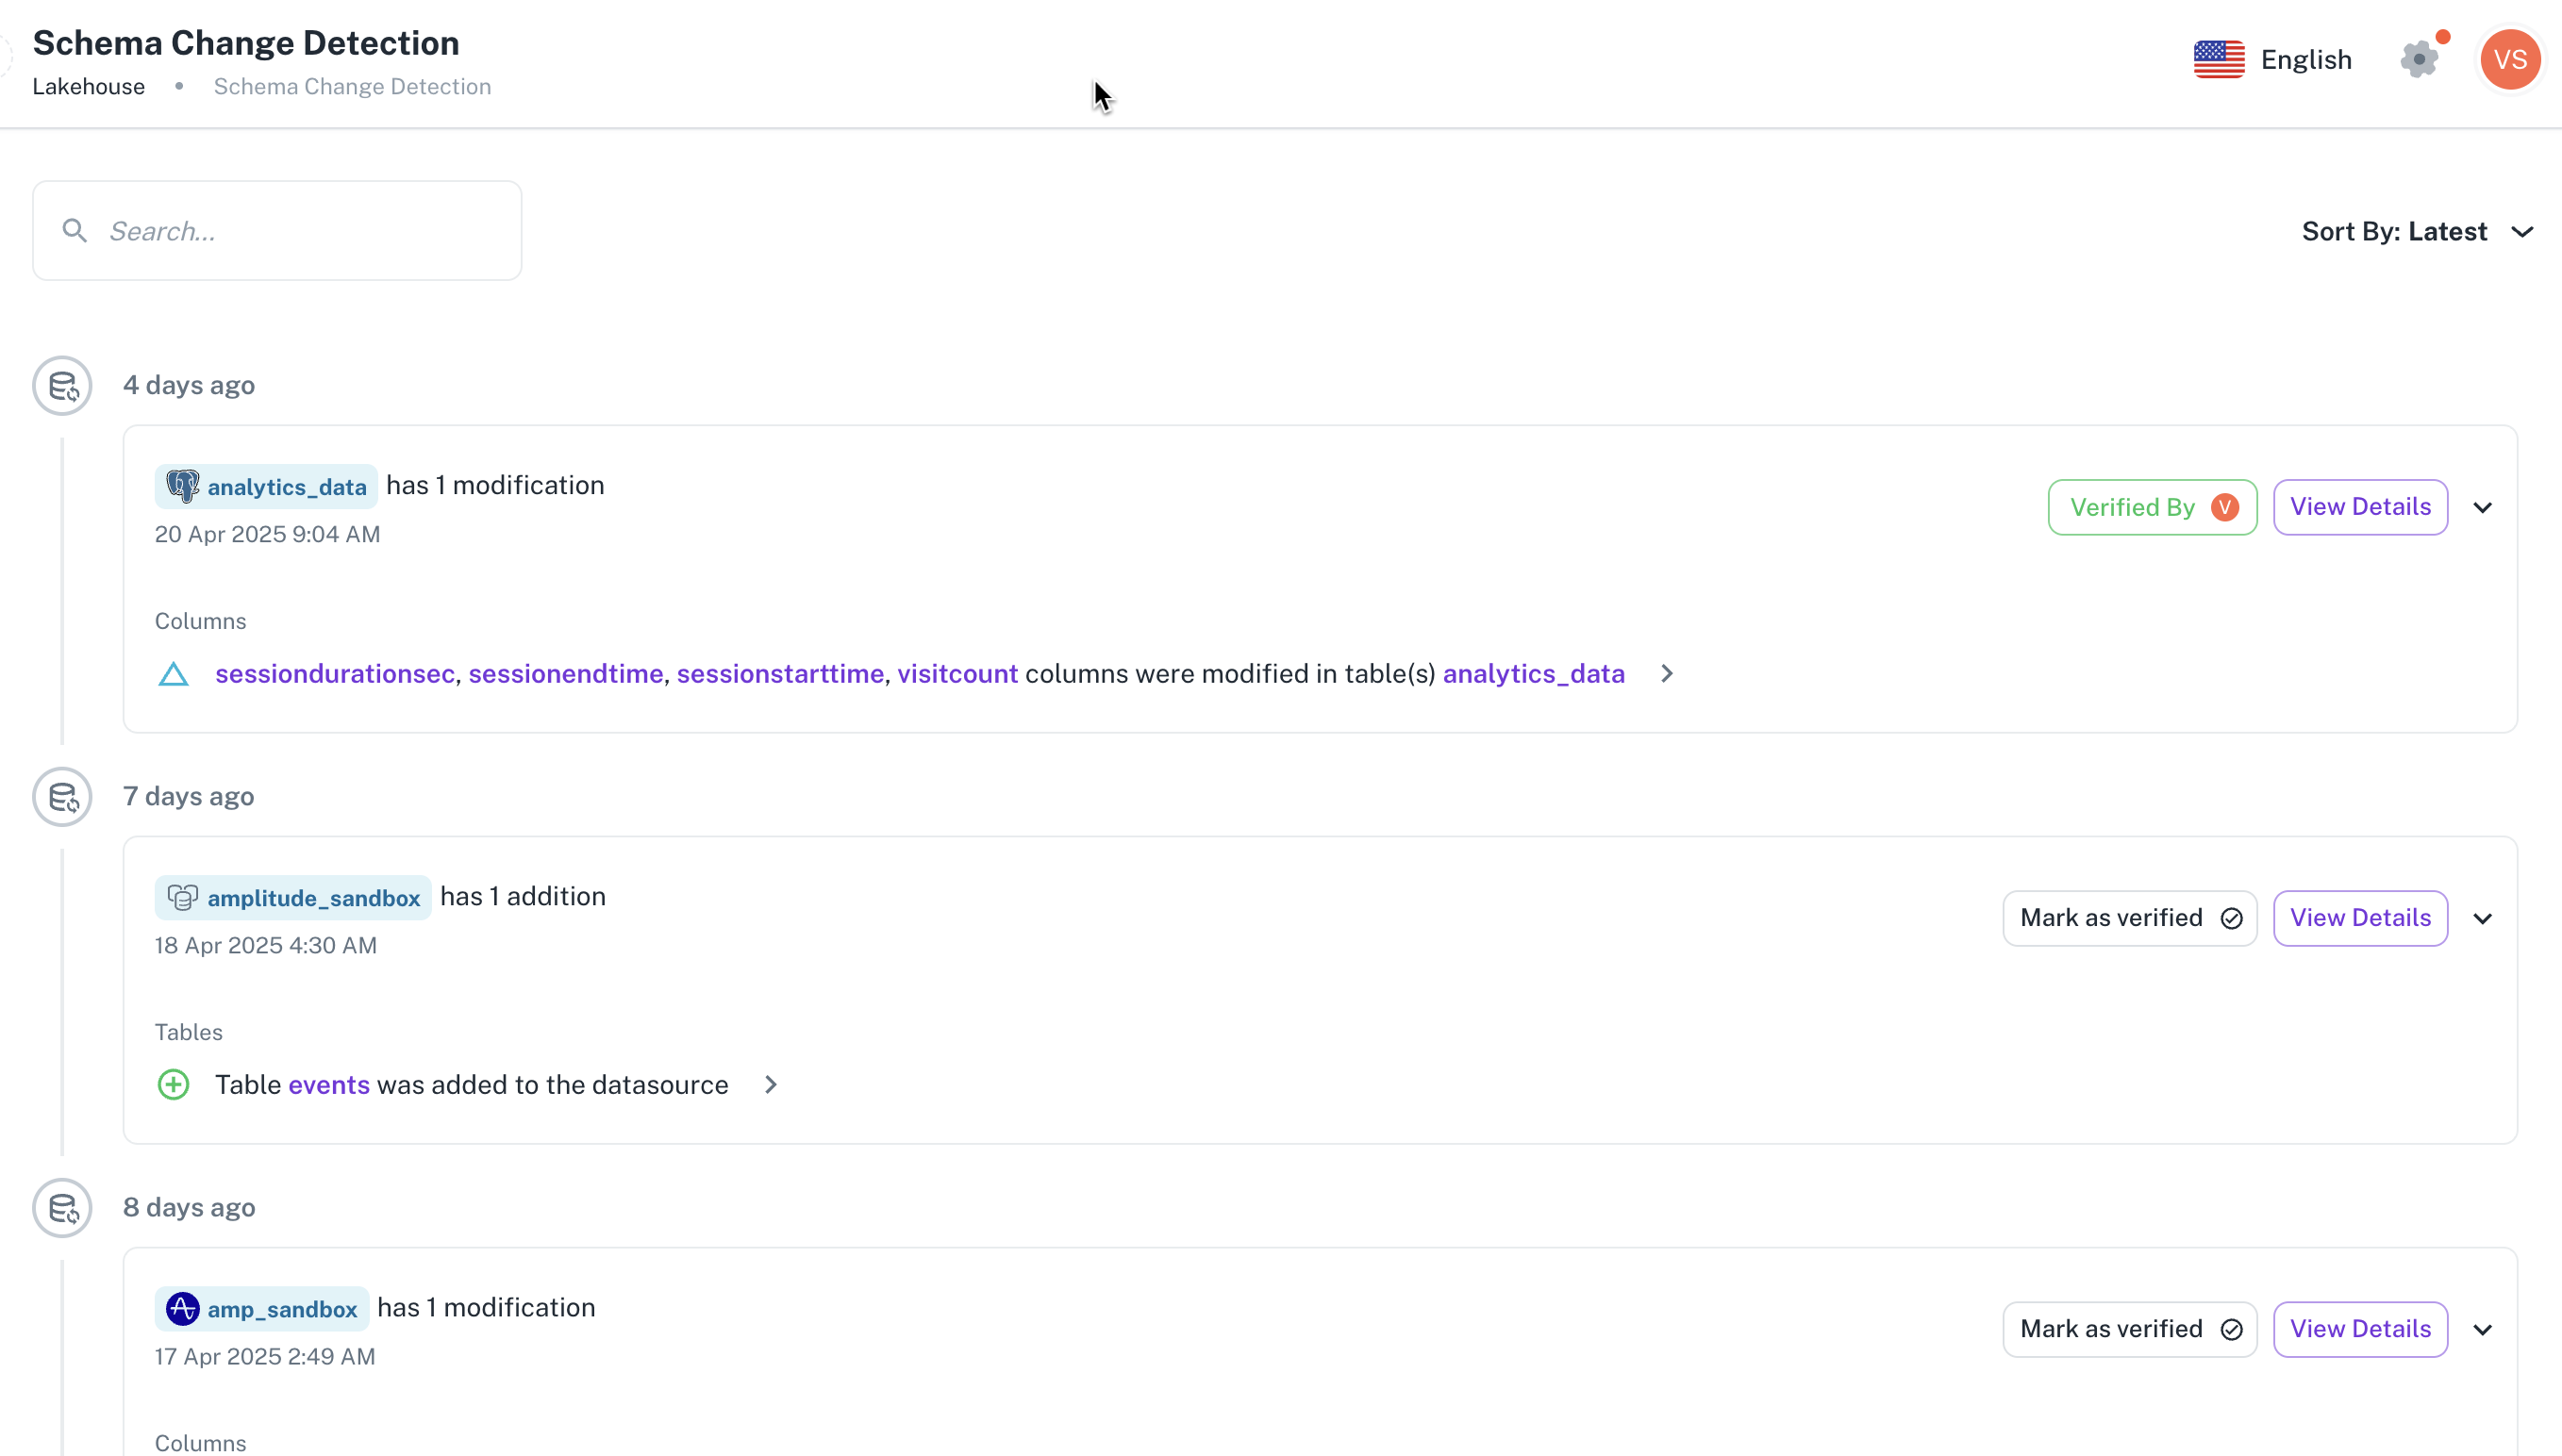 Schema Change Detection
Lakehouse • Schema Change Detection
English
VS
Search...
Sort By: Latest
4 days ago
analytics_data has 1 modification
20 Apr 2025 9:04 AM
Verified By V
View Details
Columns
sessiondurationsec, sessionendtime, sessionstarttime, visitcount columns were modified in table(s) analytics_data
7 days ago
amplitude_sandbox has 1 addition
18 Apr 2025 4:30 AM
Mark as verified
View Details
Tables
Table events was added to the datasource
8 days ago
amp_sandbox has 1 modification
17 Apr 2025 2:49 AM
Mark as verified
View Details
Columns